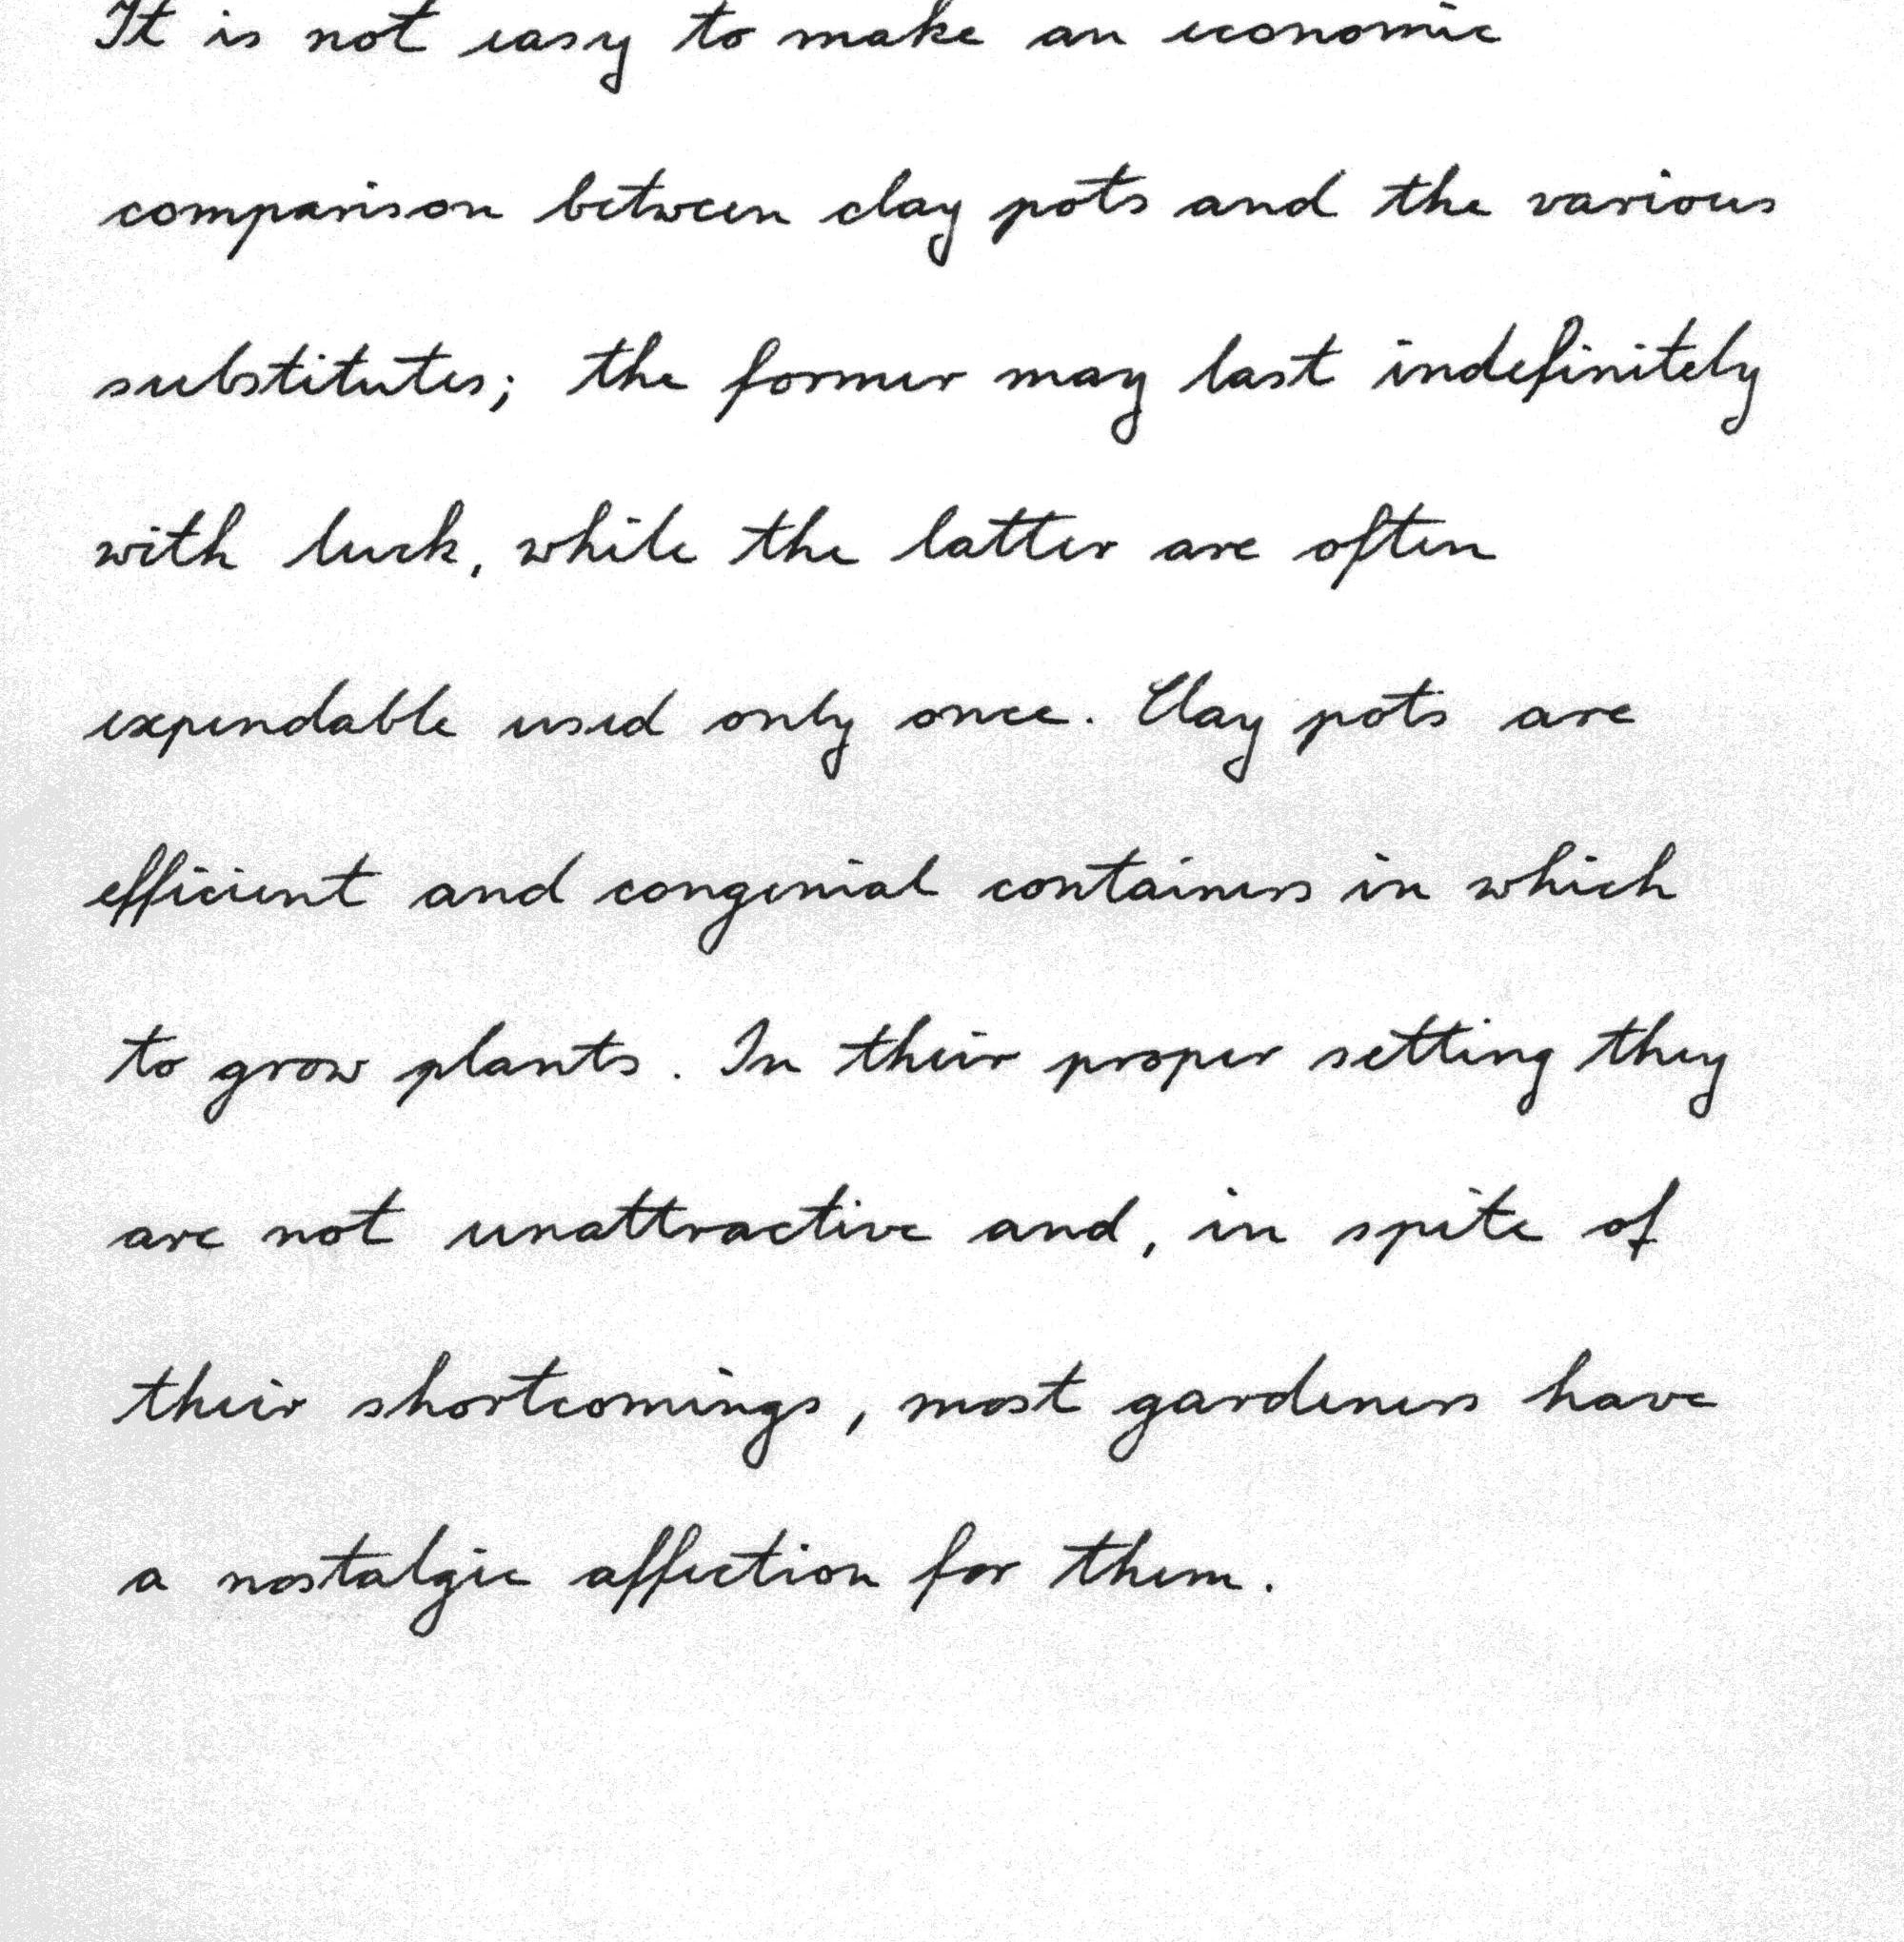 It is not easy to make an economic
comparison between clay pots and the various
substitutes; the former may last indefinitely
with luck, while the latter are often
expendable used only once. Clay pots are
efficient and congenial containers in which
to grow plants. In their proper setting they
are not unattractive and, in spite of
their shortcomings, most gardeners have
a nostalgic affection for them.